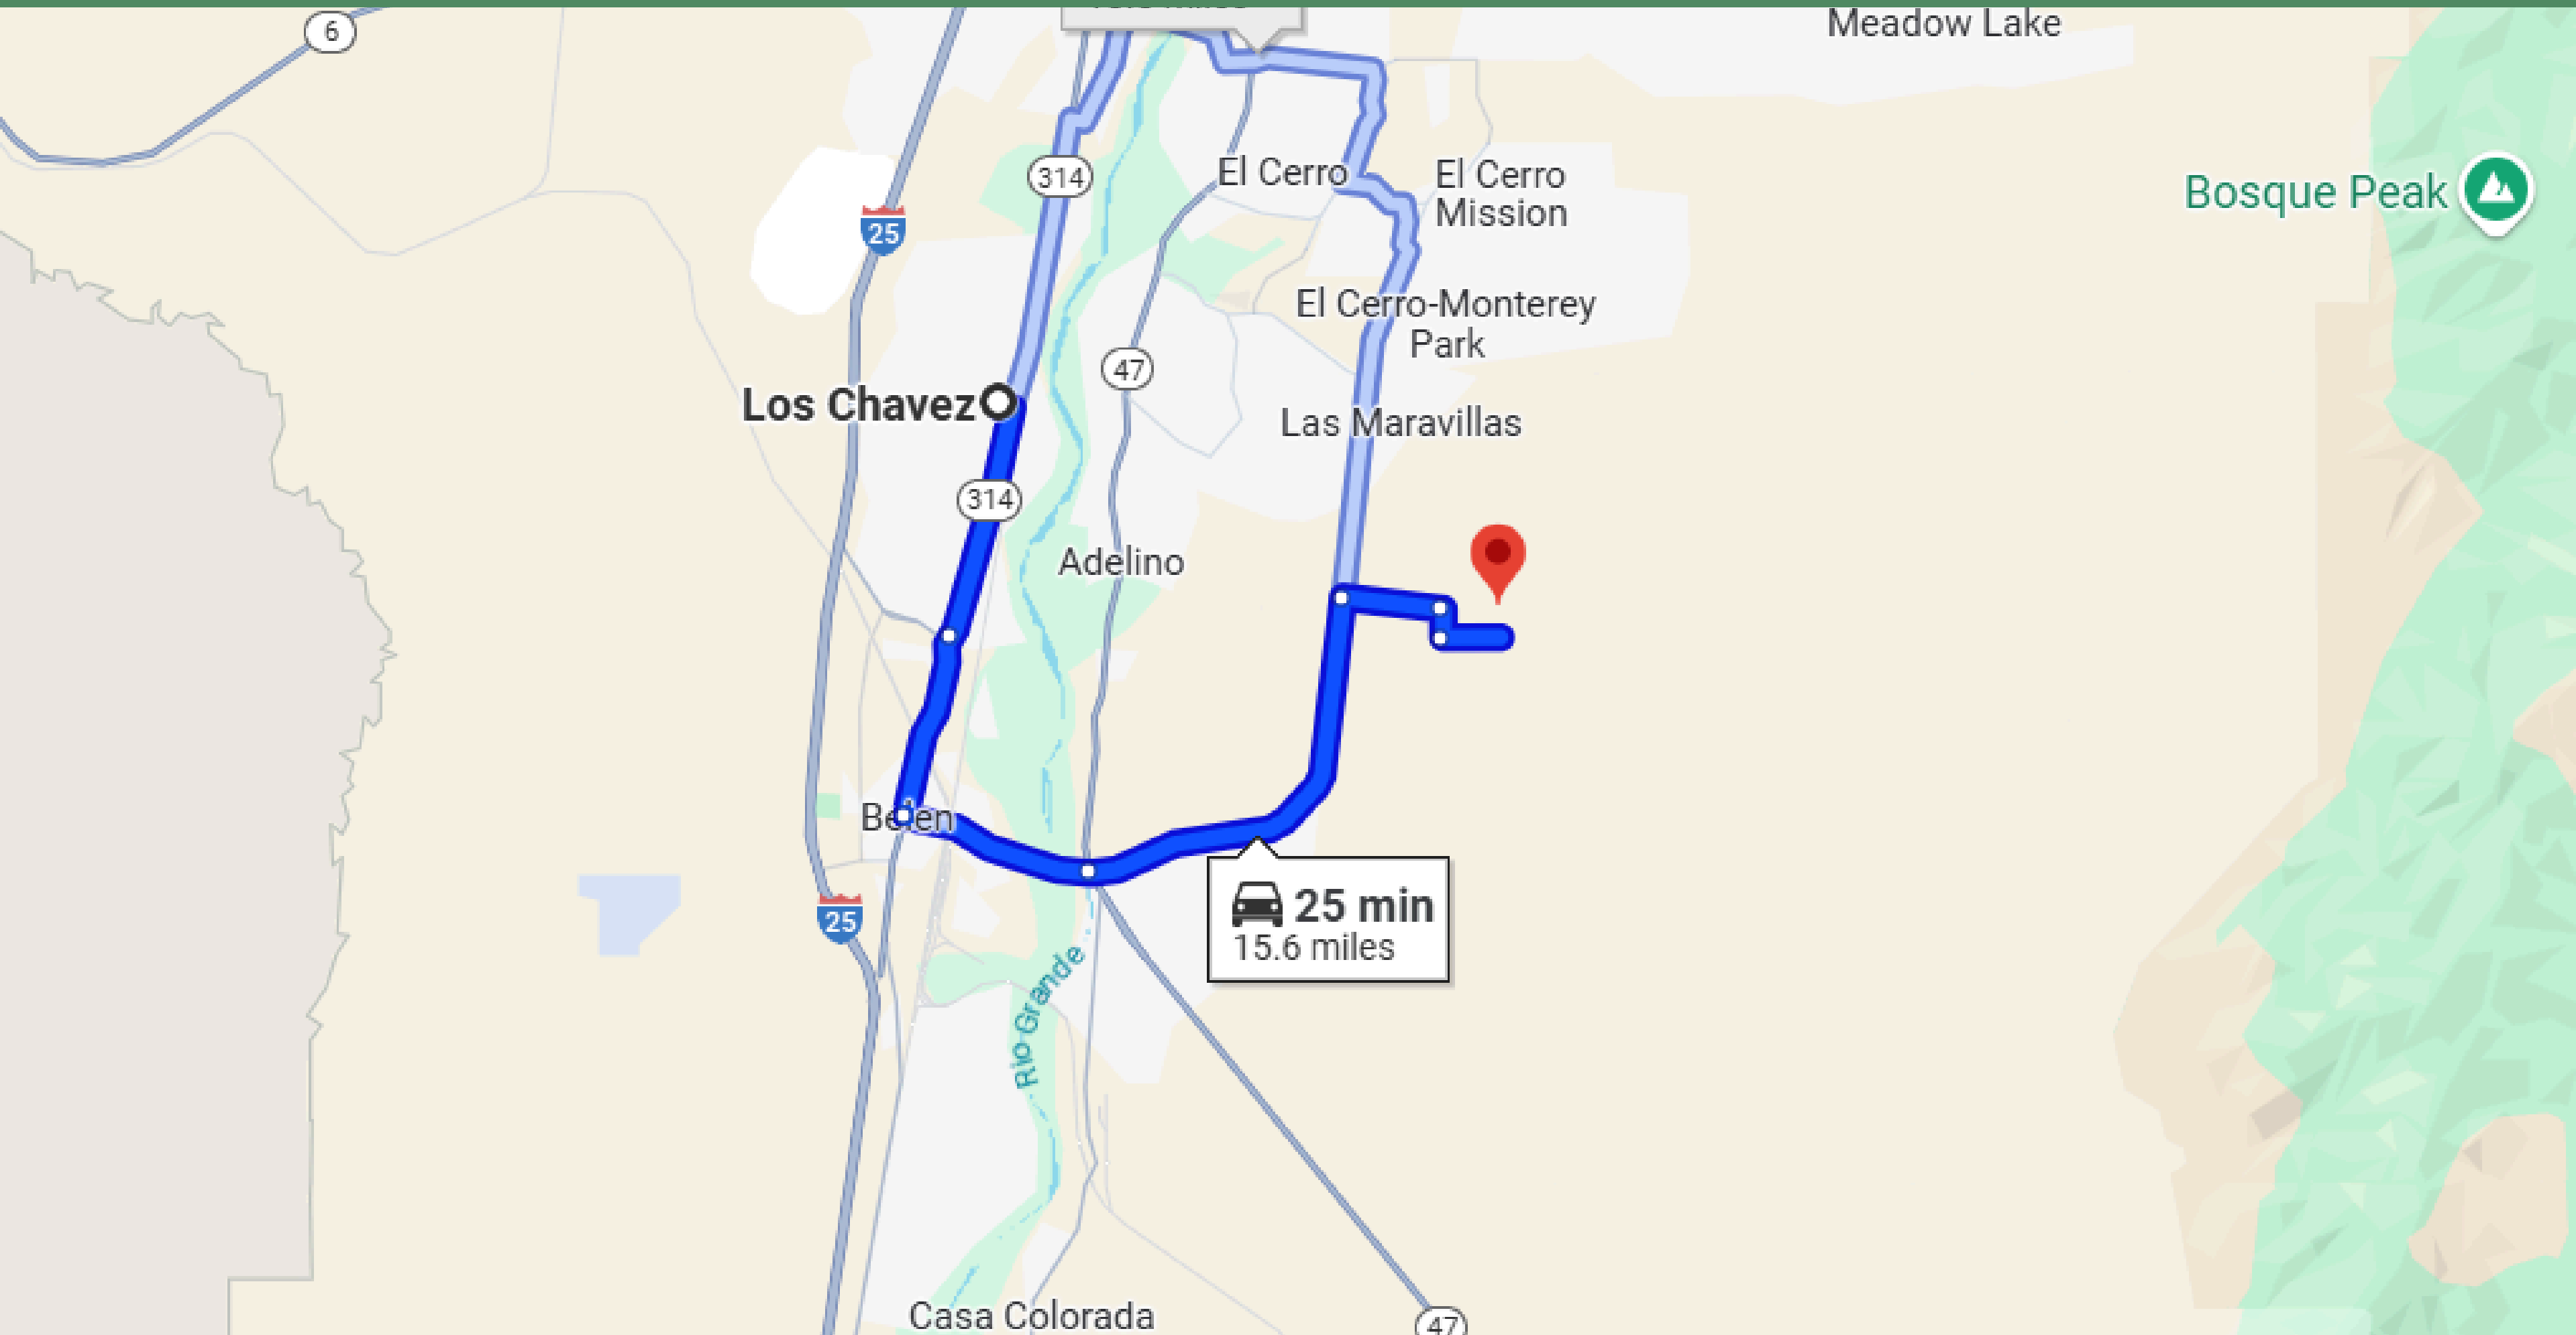 6
Meadow Lake
314
El Cerro
El Cerro
Mission
Bosque Peak
25
El Cerro-Monterey
Park
47
Los Chavez
Las Maravillas
314
Adelino
Belen
25 min
15.6 miles
25
Rio Grande
Casa Colorada
47